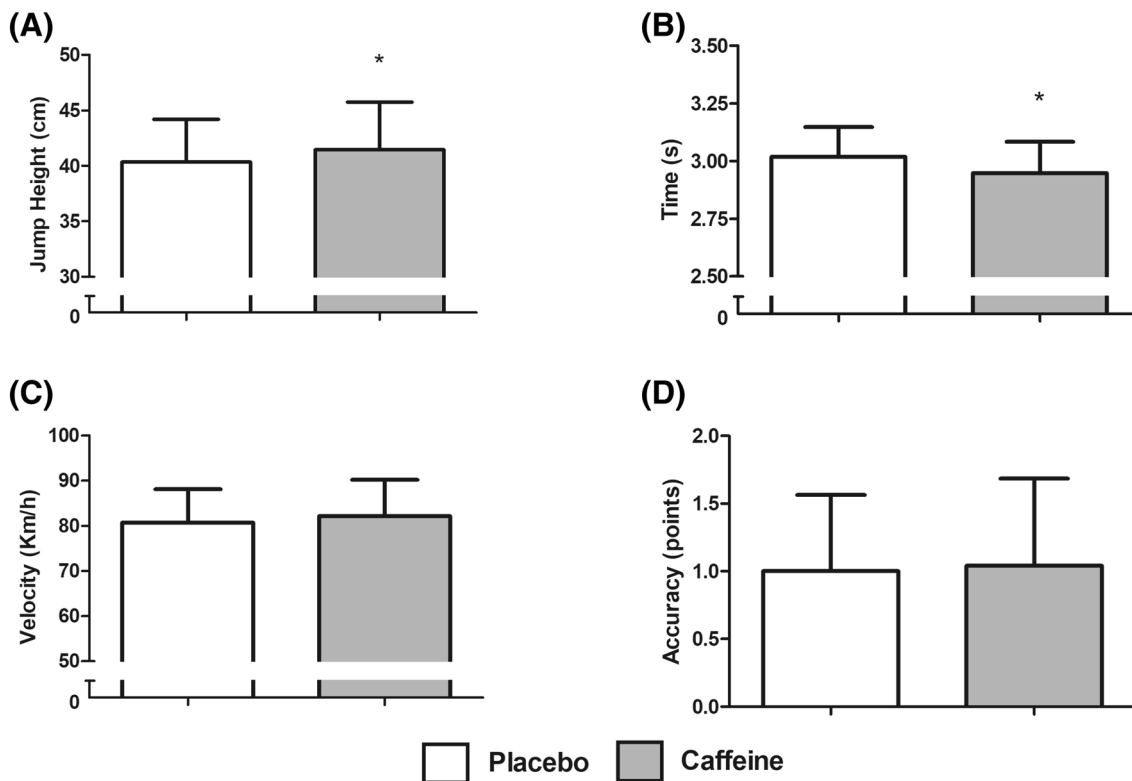 (A)
Jump Height (cm)
50
45
40
35
30
0
*
(B)
Time (s)
3.50
3.25
3.00
2.75
2.50
0
*
(C)
Velocity (Km/h)
100
90
80
70
60
50
0
(D)
Accuracy (points)
2.0
1.5
1.0
0.5
0.0
Placebo Caffeine